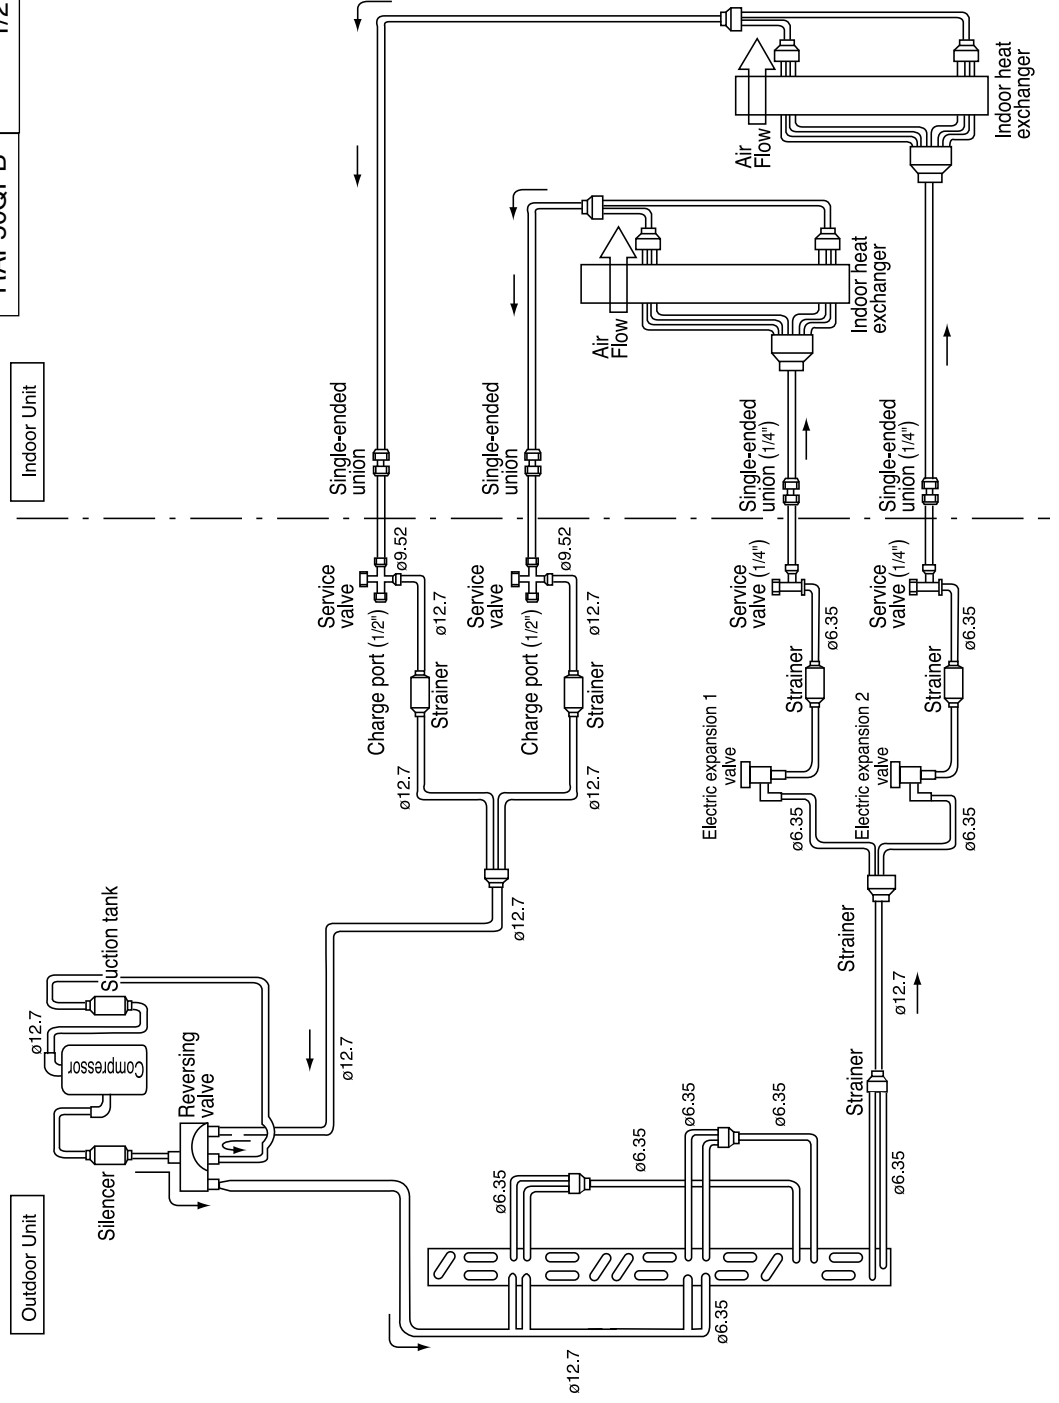 Indoor Unit
Outdoor Unit
Single-ended
union
Single-ended
union
Single-ended
union (1/4")
Single-ended
union (1/4")
Air
Flow
Air
Flow
Indoor heat
exchanger
Indoor heat
exchanger
Service
valve
ø9.52
Charge port (1/2")
ø12.7
Strainer
ø12.7
Service
valve
ø9.52
Charge port (1/2")
ø12.7
Strainer
ø12.7
Service
valve (1/4")
ø6.35
Strainer
Electric expansion 1
valve
ø6.35
Service
valve (1/4")
ø6.35
Strainer
Electric expansion 2
valve
ø6.35
ø12.7
Strainer
ø12.7
Strainer
Suction tank
ø12.7
Compressor
Reversing
valve
Silencer
ø12.7
ø6.35
ø6.35
ø6.35
ø6.35
ø6.35
ø6.35
ø12.7